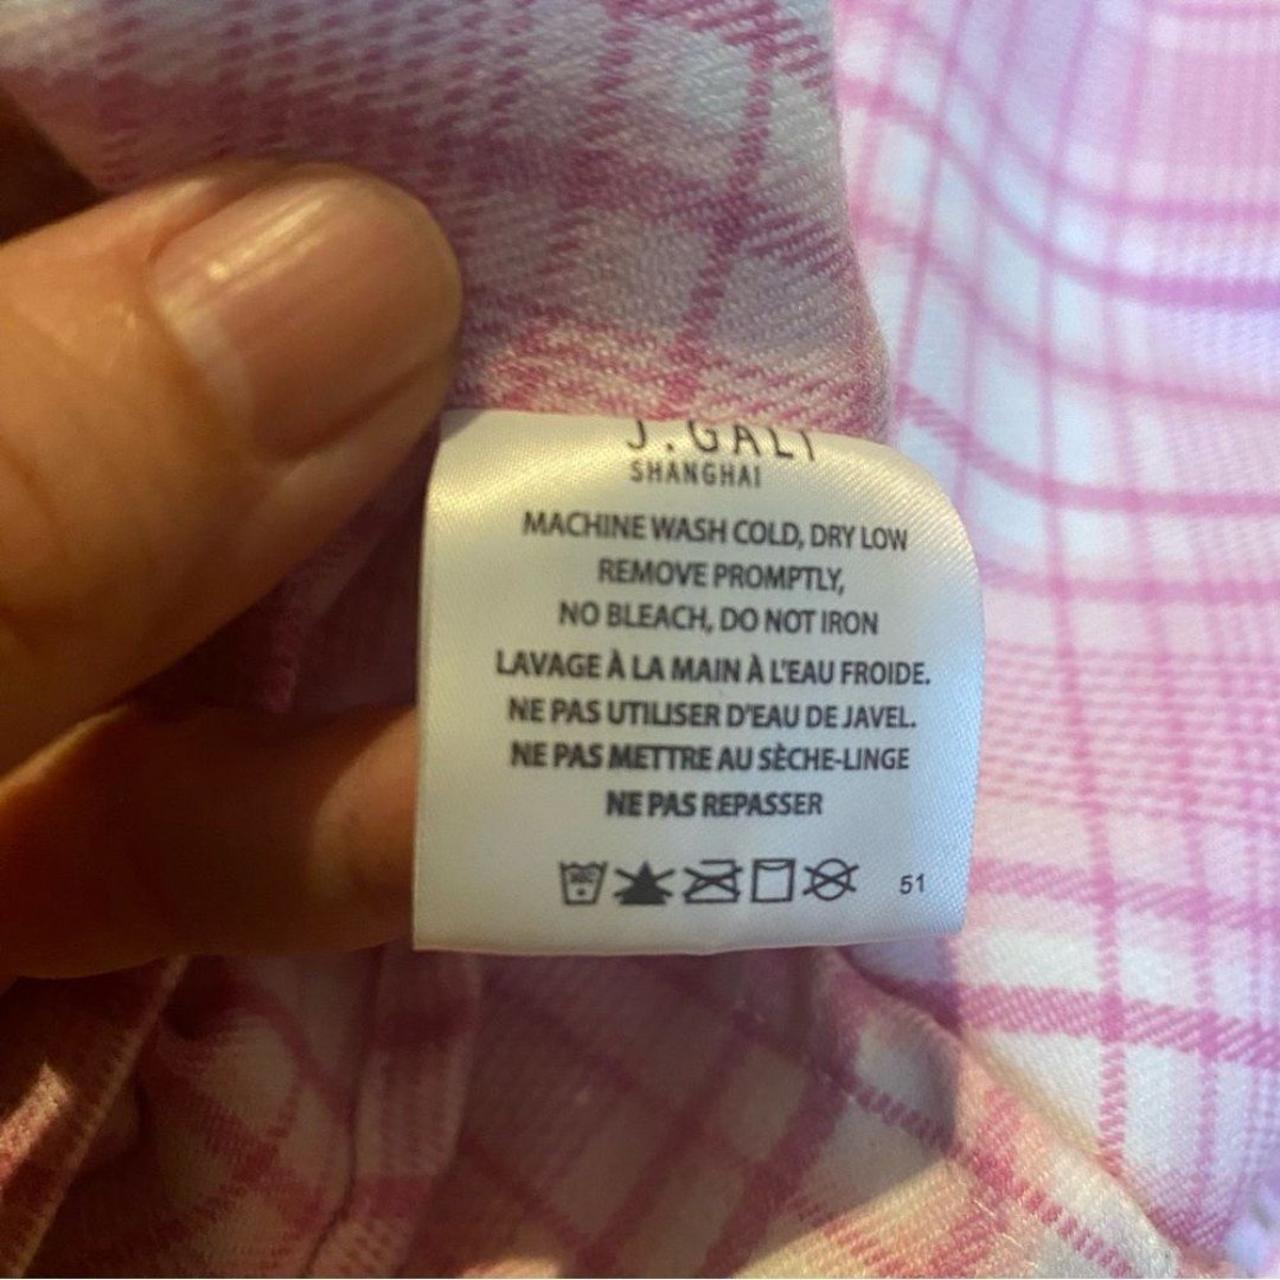 J.GALT
SHANGHAI
MACHINE WASH COLD, DRY LOW
REMOVE PROMPTLY,
NO BLEACH, DO NOT IRON
LAVAGE À LA MAIN À L'EAU FROIDE.
NE PAS UTILISER D'EAU DE JAVEL.
NE PAS METTRE AU SÈCHE-LINGE
NE PAS REPASSER
51